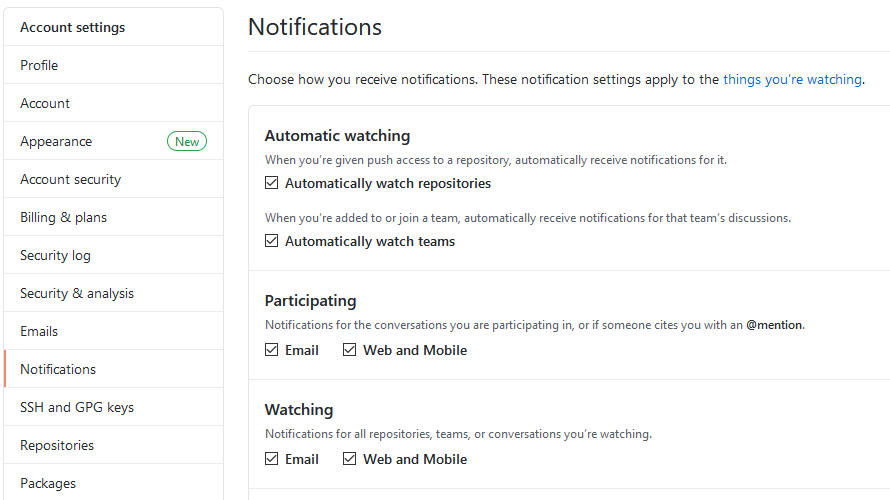 Account settings
Profile
Account
Appearance New
Account security
Billing & plans
Security log
Security & analysis
Emails
Notifications
SSH and GPG keys
Repositories
Packages
Notifications
Choose how you receive notifications. These notification settings apply to the things you’re watching.
Automatic watching
When you’re given push access to a repository, automatically receive notifications for it.
Automatically watch repositories
When you’re added to or join a team, automatically receive notifications for that team’s discussions.
Automatically watch teams
Participating
Notifications for the conversations you are participating in, or if someone cites you with an @mention.
Email Web and Mobile
Watching
Notifications for all repositories, teams, or conversations you’re watching.
Email Web and Mobile